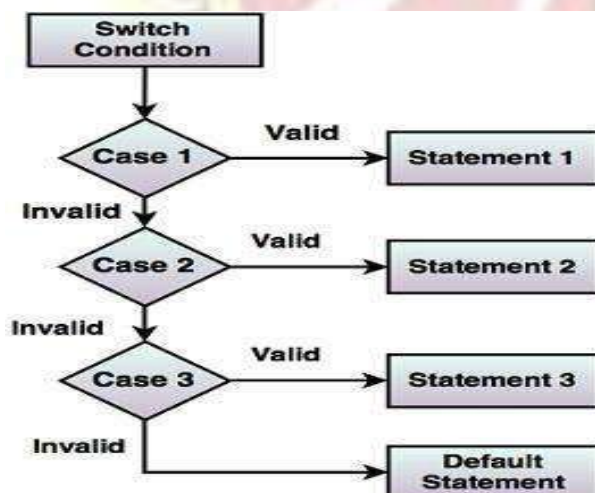 Switch
Condition
Case 1
Valid
Statement 1
Invalid
Case 2
Valid
Statement 2
Invalid
Case 3
Valid
Statement 3
Invalid
Default
Statement